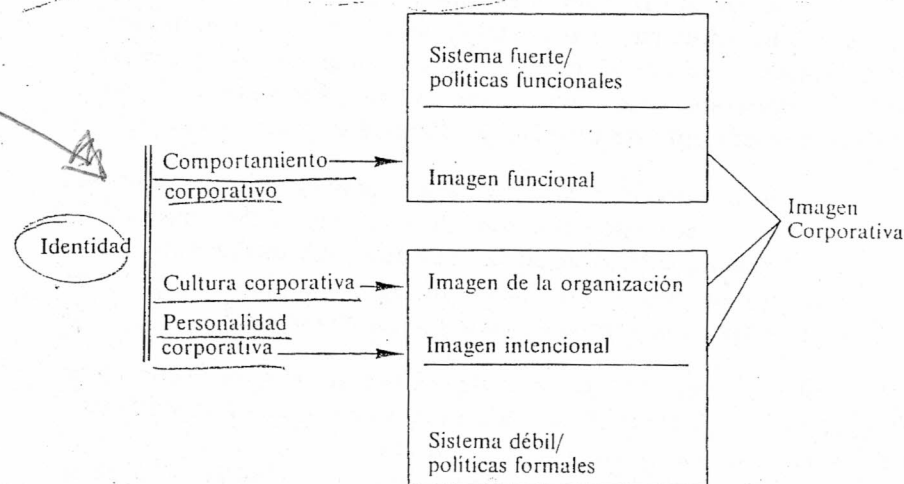 Sistema fuerte/
políticas funcionales
Comportamiento
corporativo
Imagen funcional
Imagen
Corporativa
Identidad
Cultura corporativa
Imagen de la organización
Personalidad
corporativa
Imagen intencional
Sistema débil/
políticas formales